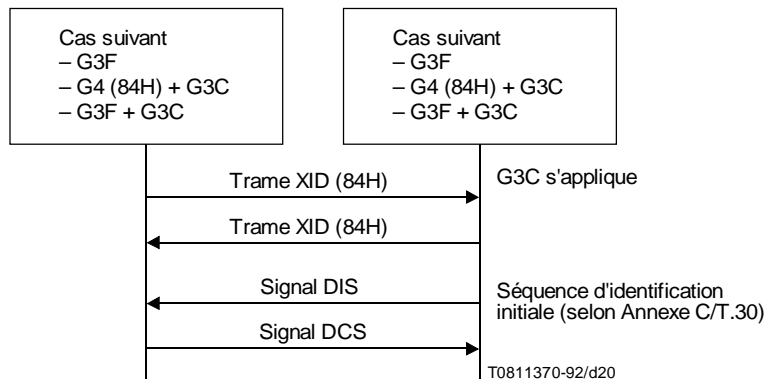 Cas suivant
– G3F
– G4 (84H) + G3C
– G3F + G3C
Cas suivant
– G3F
– G4 (84H) + G3C
– G3F + G3C
Trame XID (84H)
G3C s'applique
Trame XID (84H)
Signal DIS
Séquence d'identification
initiale (selon Annexe C/T.30)
Signal DCS
T0811370-92/d20